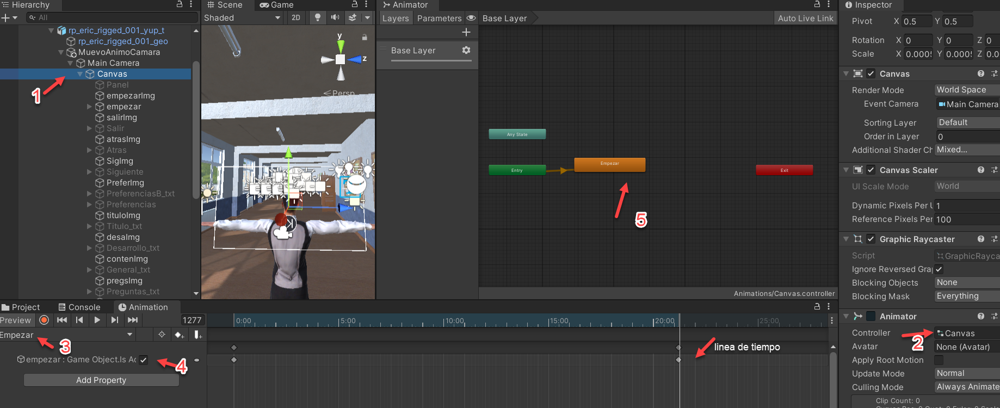 Hierarchy
All
rp_eric_rigged_001_yup_t
rp_eric_rigged_001_geo
MuevoAnimoCamara
Main Camera
Canvas
Panel
empezarImg
empezar
salirImg
Salir
atrasImg
Atras
SigImg
Siguiente
PreferImg
PreferenciasB_txt
Preferencias
tituloImg
Titulo_txt
desaImg
Desarrollo_txt
contenImg
General_txt
pregsImg
Preguntas_txt
1
Scene
Game
Shaded
2D
y
z
Persp
Animator
Layers
Parameters
Base Layer
Auto Live Link
Base Layer
Any State
Entry
Empezar
Exit
5
Animations/Canvas.controller
Inspector
Pivot X 0.5 Y 0.5
Rotation X 0 Y 0 Z 0
Scale X 0.000 Y 0.000 Z 0.0
Canvas
Render Mode World Space
Event Camera Main Camera
Sorting Layer Default
Order in Layer 0
Additional Shader Ch Mixed...
Canvas Scaler
UI Scale Mode World
Dynamic Pixels Per U 1
Reference Pixels Per 100
Graphic Raycaster
Script GraphicRayca
Ignore Reversed Gra
Blocking Objects None
Blocking Mask Everything
Animator
Controller Canvas
2
Avatar None (Avatar)
Apply Root Motion
Update Mode Normal
Culling Mode Always Animate
Clip Count: 0
Project
Console
Animation
Preview
1277
0:00
5:00
10:00
15:00
20:00
25:00
Empezar
3
empezar : Game Object.Is Ac
4
Add Property
linea de tiempo